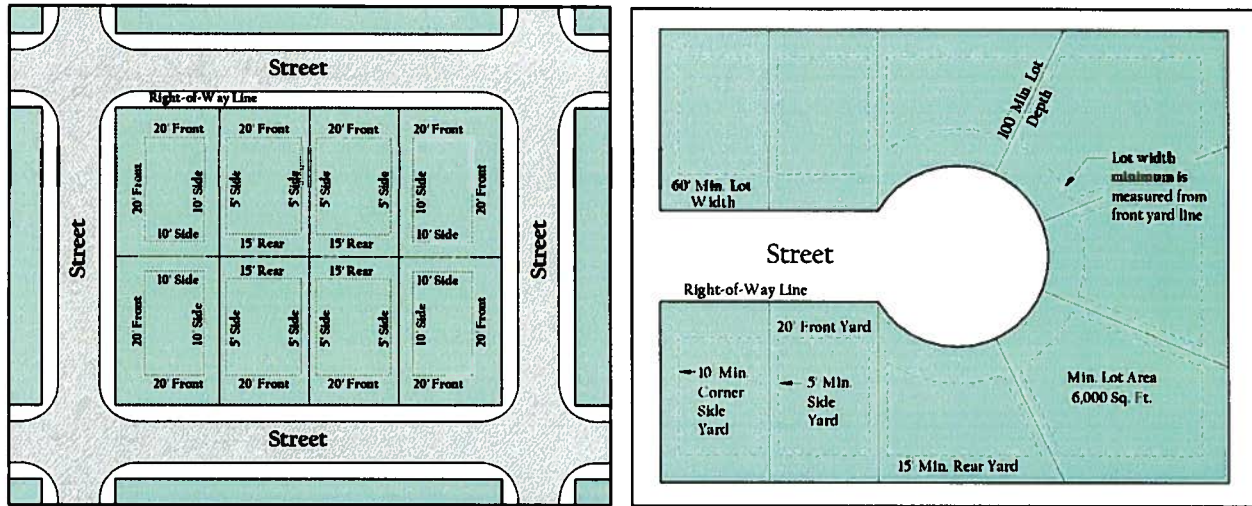 Street
Right-of-Way Line
20' Front
20' Front
20' Front
20' Front
20' Front
10' Side
5' Side
5' Side
5' Side
5' Side
10' Side
20' Front
10' Side
15' Rear
15' Rear
10' Side
Street
Street
10' Side
15' Rear
15' Rear
10' Side
20' Front
10' Side
5' Side
5' Side
5' Side
5' Side
10' Side
20' Front
20' Front
20' Front
20' Front
20' Front
Street
100' Min. Lot
Depth
Lot width
minimum is
measured from
front yard line
60' Min. Lot
Width
Street
Right-of-Way Line
20' Front Yard
10' Min.
Corner
Side
Yard
5' Min.
Side
Yard
Min. Lot Area
6,000 Sq. Ft.
15' Min. Rear Yard